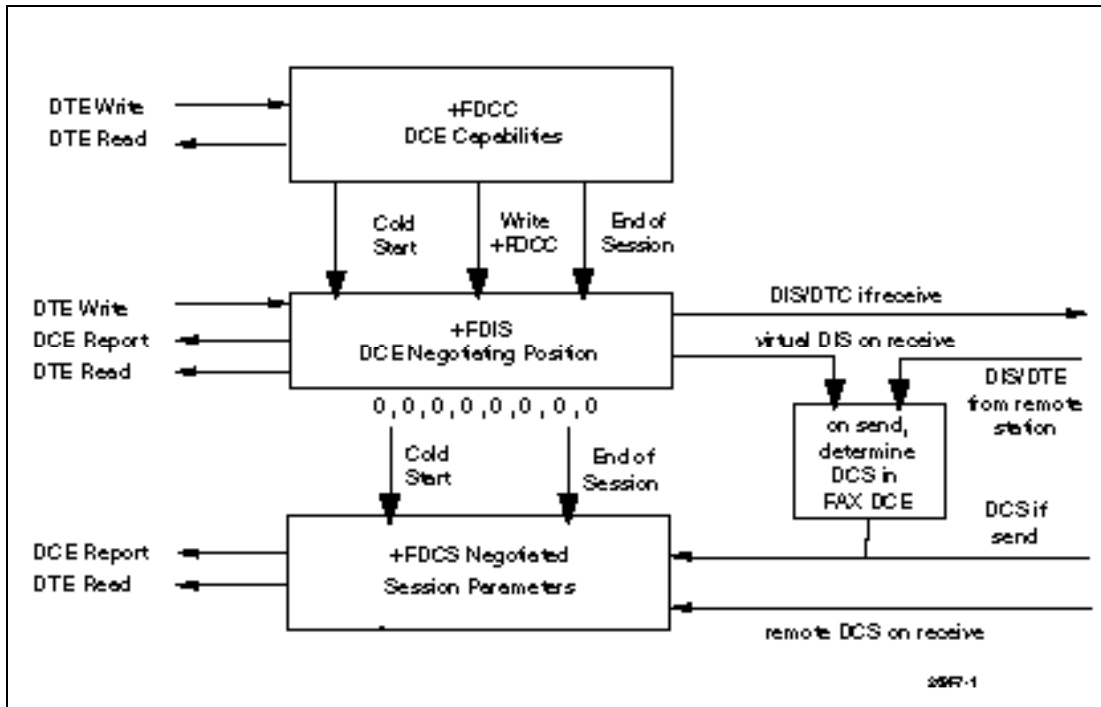 DTE Write
DTE Read
+FDCC
DCE Capabilities
Cold
Start
Write
+FDCC
End of
Session
DTE Write
DCE Report
DTE Read
+FDIS
DCE Negotiating Position
DIS/DTC if receive
virtual DIS on receive
DIS/DTE
from remote
station
0,0,0,0,0,0,0,0
on send,
determine
DCS in
FAX DCE
Cold
Start
End of
Session
DCS if
send
DCE Report
DTE Read
+FDCS Negotiated
Session Parameters
remote DCS on receive